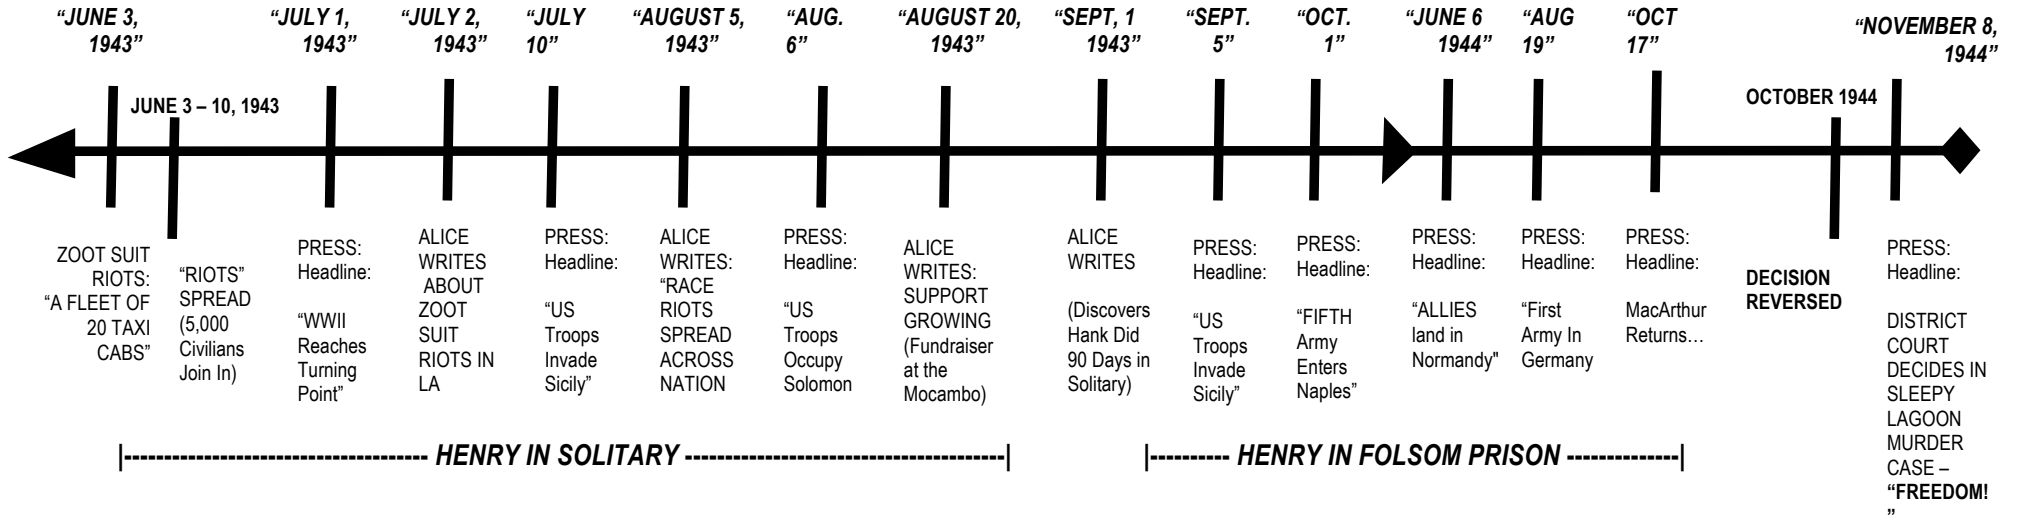 “JUNE 3,
1943”
“JULY 1,
1943”
“JULY 2,
1943”
“JULY
10”
“AUGUST 5,
1943”
“AUG.
6”
“AUGUST 20,
1943”
“SEPT, 1
1943”
“SEPT.
5”
“OCT.
1”
“JUNE 6
1944”
“AUG
19”
“OCT
17”
“NOVEMBER 8,
1944”
JUNE 3 – 10, 1943
OCTOBER 1944
ZOOT SUIT
RIOTS:
“A FLEET OF
20 TAXI
CABS”
“RIOTS”
SPREAD
(5,000
Civilians
Join In)
PRESS:
Headline:
“WWII
Reaches
Turning
Point”
ALICE
WRITES
ABOUT
ZOOT
SUIT
RIOTS IN
LA
PRESS:
Headline:
“US
Troops
Invade
Sicily”
ALICE
WRITES:
“RACE
RIOTS
SPREAD
ACROSS
NATION
PRESS:
Headline:
“US
Troops
Occupy
Solomon
ALICE
WRITES:
SUPPORT
GROWING
(Fundraiser
at the
Mocambo)
ALICE
WRITES
(Discovers
Hank Did
90 Days in
Solitary)
PRESS:
Headline:
“US
Troops
Invade
Sicily”
PRESS:
Headline:
“FIFTH
Army
Enters
Naples”
PRESS:
Headline:
“ALLIES
land in
Normandy"
PRESS:
Headline:
“First
Army In
Germany
PRESS:
Headline:
MacArthur
Returns…
DECISION
REVERSED
PRESS:
Headline:
DISTRICT
COURT
DECIDES IN
SLEEPY
LAGOON
MURDER
CASE –
“FREEDOM!
”
|-------------------------------------- HENRY IN SOLITARY ----------------------------------------|
|---------- HENRY IN FOLSOM PRISON --------------|